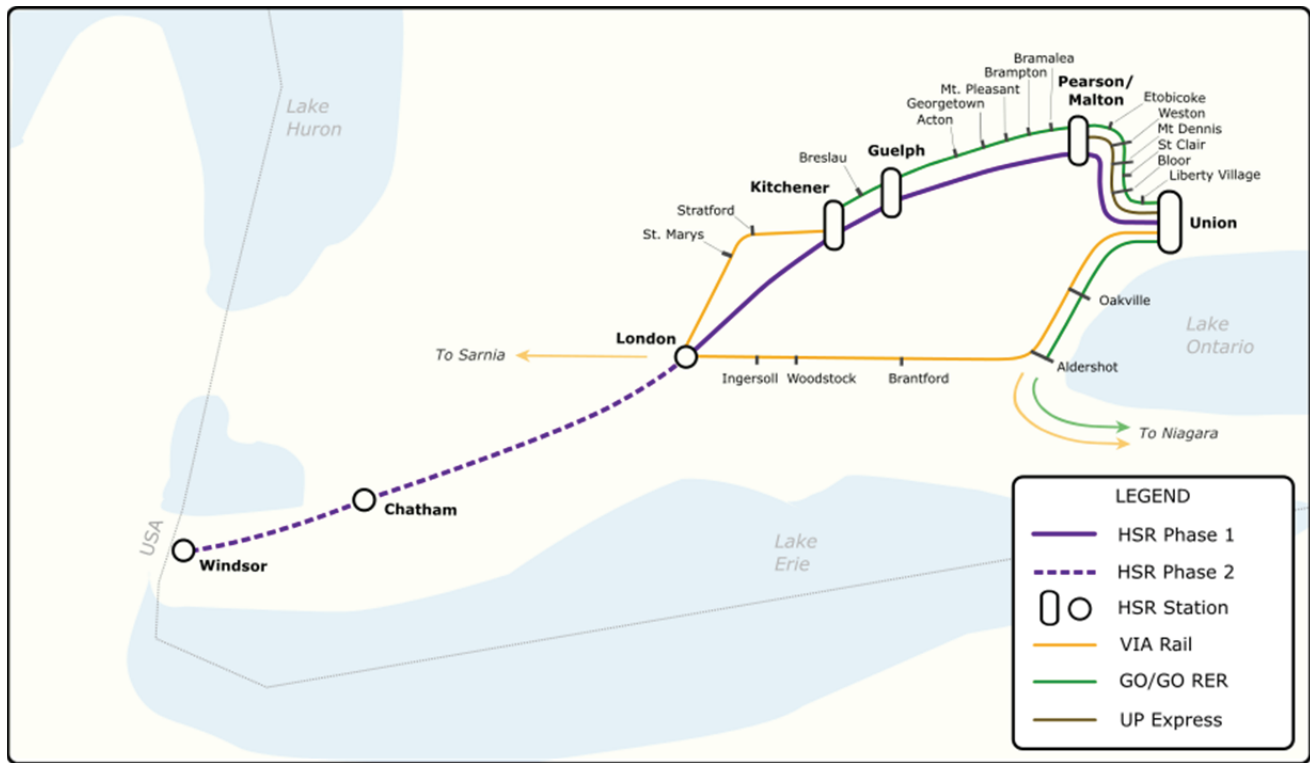 Lake
Huron
Bramalea
Brampton
Mt. Pleasant
Georgetown
Acton
Pearson/
Malton
Etobicoke
Weston
Mt Dennis
St Clair
Bloor
Liberty Village
Guelph
Breslau
Kitchener
Stratford
St. Marys
Union
Oakville
Lake
Ontario
London
To Sarnia
Ingersoll
Woodstock
Brantford
Aldershot
To Niagara
Chatham
USA
Windsor
Lake
Erie
LEGEND
HSR Phase 1
HSR Phase 2
HSR Station
VIA Rail
GO/GO RER
UP Express